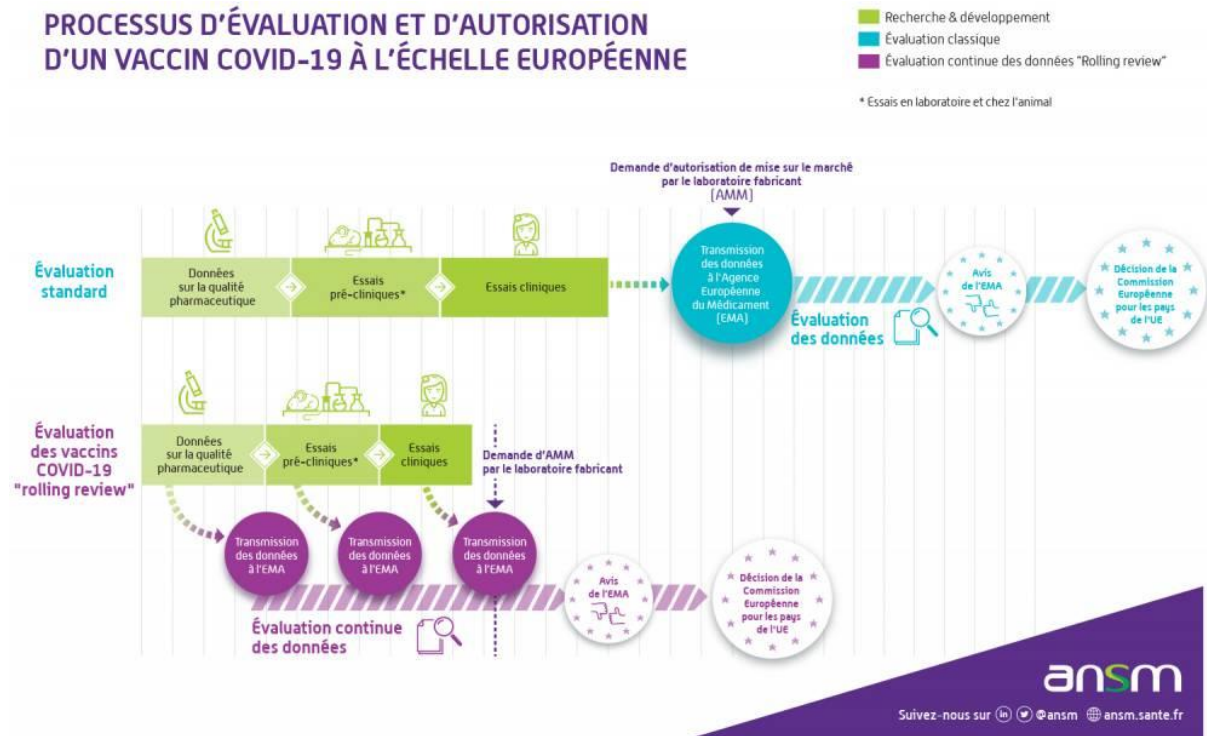 PROCESSUS D'ÉVALUATION ET D'AUTORISATION
D'UN VACCIN COVID-19 À L'ÉCHELLE EUROPÉENNE
Recherche & développement
Évaluation classique
Évaluation continue des données "Rolling review"
* Essais en laboratoire et chez l'animal
Demande d'autorisation de mise sur le marché
par le laboratoire fabricant
(AMM)
Évaluation
standard
Données
sur la qualité
pharmaceutique
Essais
pré-cliniques*
Essais cliniques
Transmission
des données
à l'Agence
Européenne
du Médicament
(EMA)
Évaluation
des données
Avis
de l'EMA
Décision de la
Commission
Européenne
pour les pays
de l'UE
Évaluation
des vaccins
COVID-19
"rolling review"
Données
sur la qualité
pharmaceutique
Essais
pré-cliniques*
Essais
cliniques
Demande d'AMM
par le laboratoire fabricant
Transmission
des données
à l'EMA
Transmission
des données
à l'EMA
Transmission
des données
à l'EMA
Évaluation continue
des données
Avis
de l'EMA
Décision de la
Commission
Européenne
pour les pays
de l'UE
ansm
Suivez-nous sur in @ansm ansm.sante.fr